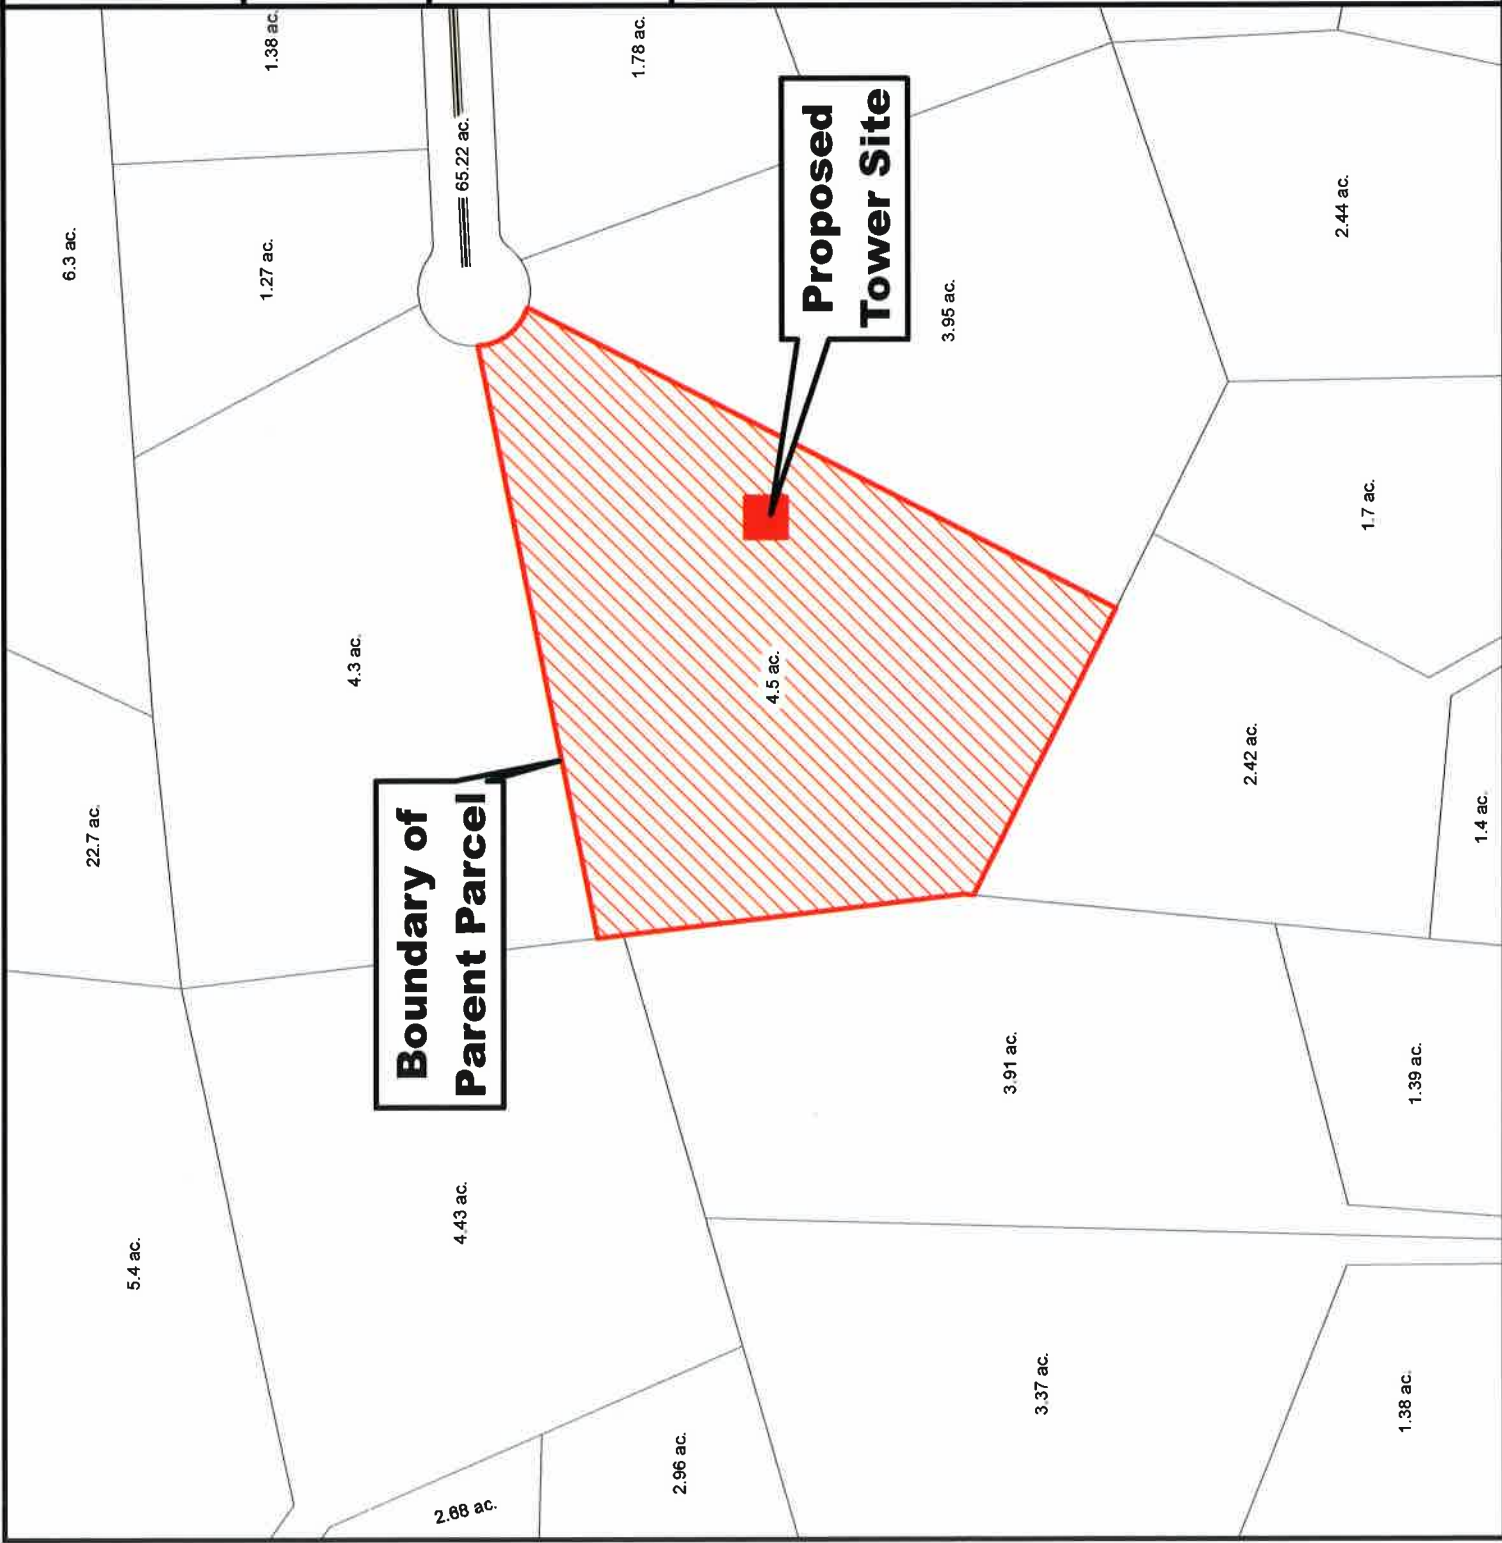 6.3 ac.
22.7 ac.
5.4 ac.
1.27 ac.
1.38 ac.
4.3 ac.
Boundary of
Parent Parcel
2.68 ac.
4.43 ac.
65.22 ac.
1.78 ac.
2.96 ac.
4.5 ac.
Proposed
Tower Site
3.95 ac.
3.91 ac.
3.37 ac.
2.42 ac.
2.44 ac.
1.7 ac.
1.38 ac.
1.39 ac.
1.4 ac.